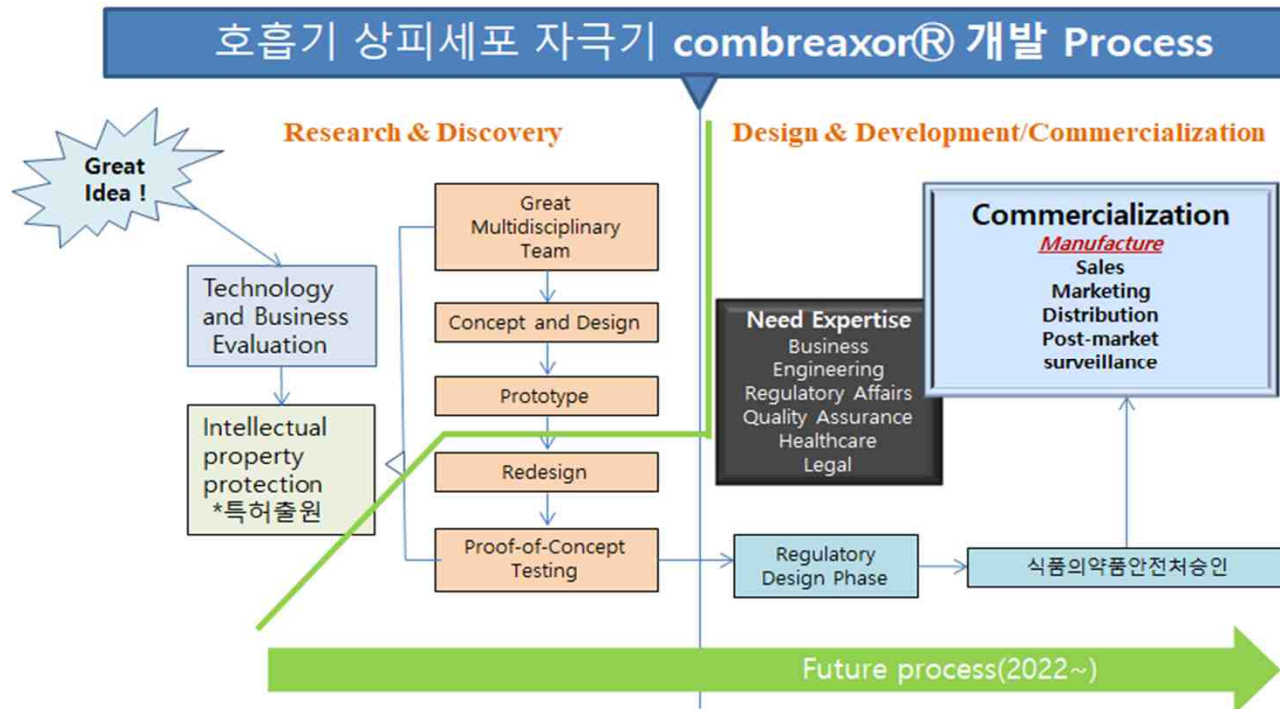 호흡기 상피세포 자극기 combreaxor® 개발 Process
Research & Discovery
Design & Development/Commercialization
Great
Idea !
Technology
and Business
Evaluation
Intellectual
property
protection
*특허출원
Great
Multidisciplinary
Team
Concept and Design
Prototype
Redesign
Proof-of-Concept
Testing
Need Expertise
Business
Engineering
Regulatory Affairs
Quality Assurance
Healthcare
Legal
Commercialization
Manufacture
Sales
Marketing
Distribution
Post-market
surveillance
Regulatory
Design Phase
식품의약품안전처승인
Future process(2022~)